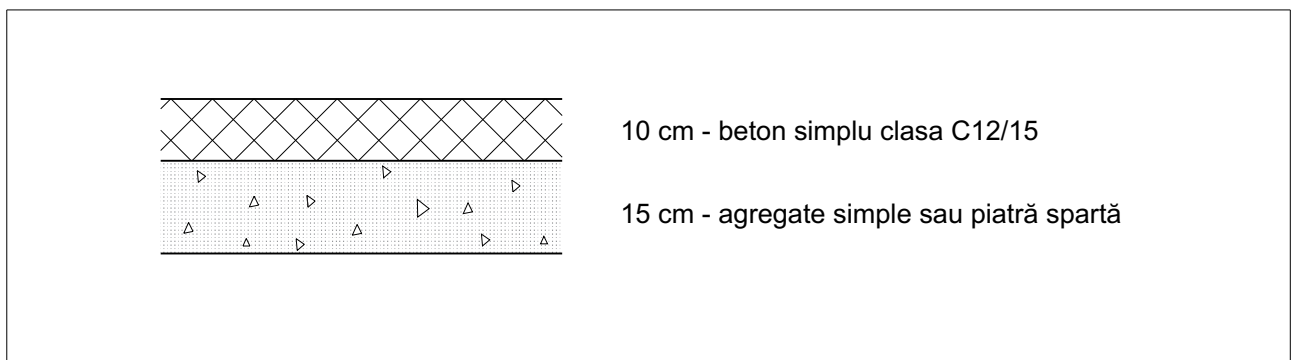 10 cm - beton simplu clasa C12/15
15 cm - agregate simple sau piatră spartă